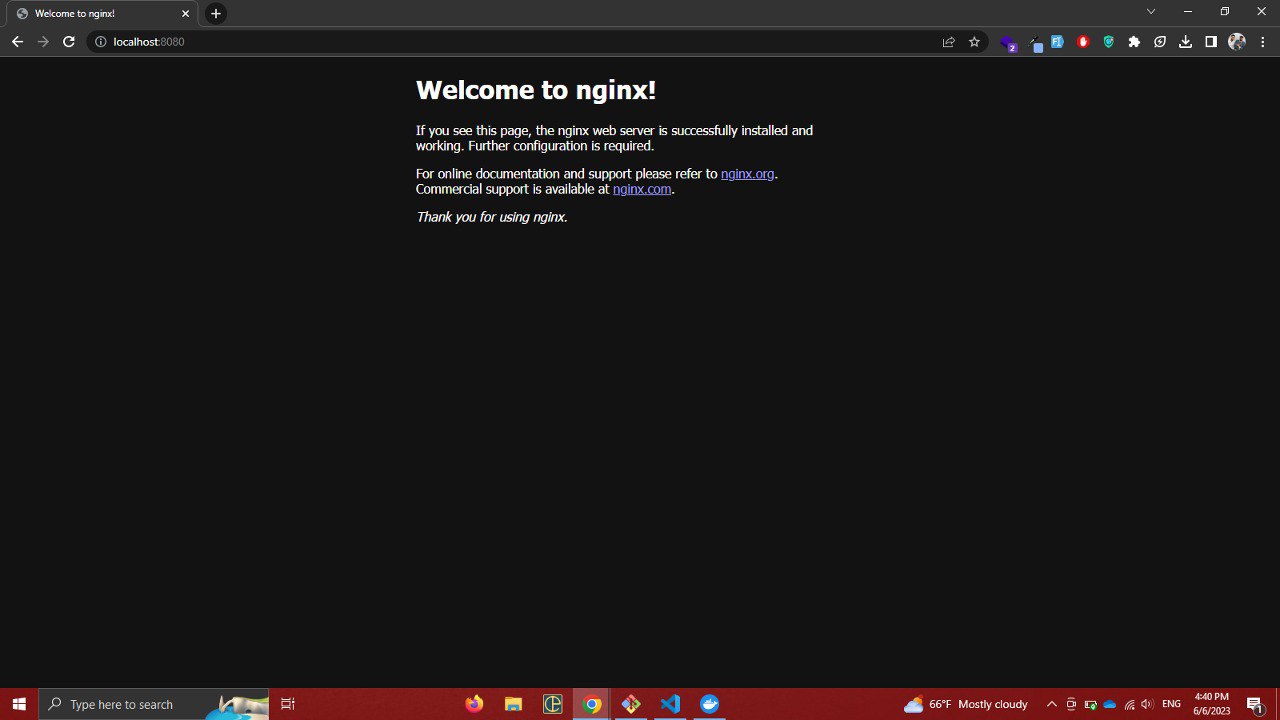 Welcome to nginx!
localhost:8080
2
Welcome to nginx!
If you see this page, the nginx web server is successfully installed and
working. Further configuration is required.
For online documentation and support please refer to nginx.org.
Commercial support is available at nginx.com.
Thank you for using nginx.
Type here to search
66°F Mostly cloudy
ENG
4:40 PM
6/6/2023
1